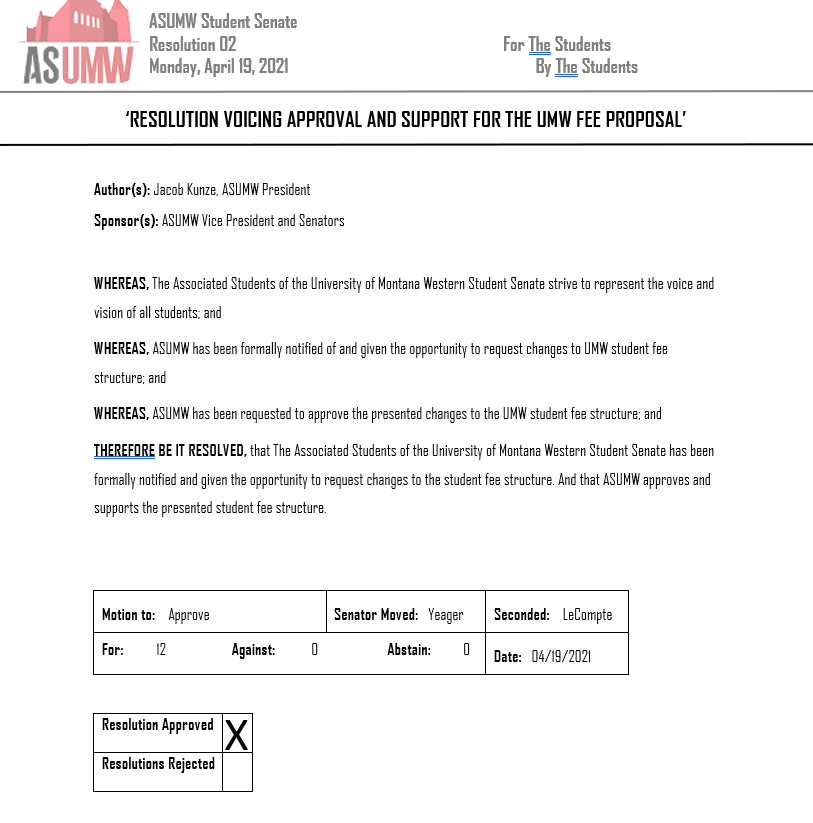 ASUMW
ASUMW Student Senate
Resolution 02
Monday, April 19, 2021
For The Students
By The Students
‘RESOLUTION VOICING APPROVAL AND SUPPORT FOR THE UMW FEE PROPOSAL’
Author(s): Jacob Kunze, ASUMW President
Sponsor(s): ASUMW Vice President and Senators
WHEREAS, The Associated Students of the University of Montana Western Student Senate strive to represent the voice and
vision of all students; and
WHEREAS, ASUMW has been formally notified of and given the opportunity to request changes to UMW student fee
structure; and
WHEREAS, ASUMW has been requested to approve the presented changes to the UMW student fee structure; and
THEREFORE BE IT RESOLVED, that The Associated Students of the University of Montana Western Student Senate has been
formally notified and given the opportunity to request changes to the student fee structure. And that ASUMW approves and
supports the presented student fee structure.
Motion to: Approve Senator Moved: Yeager Seconded: LeCompte
For: 12 Against: 0 Abstain: 0 Date: 04/19/2021
Resolution Approved X
Resolutions Rejected